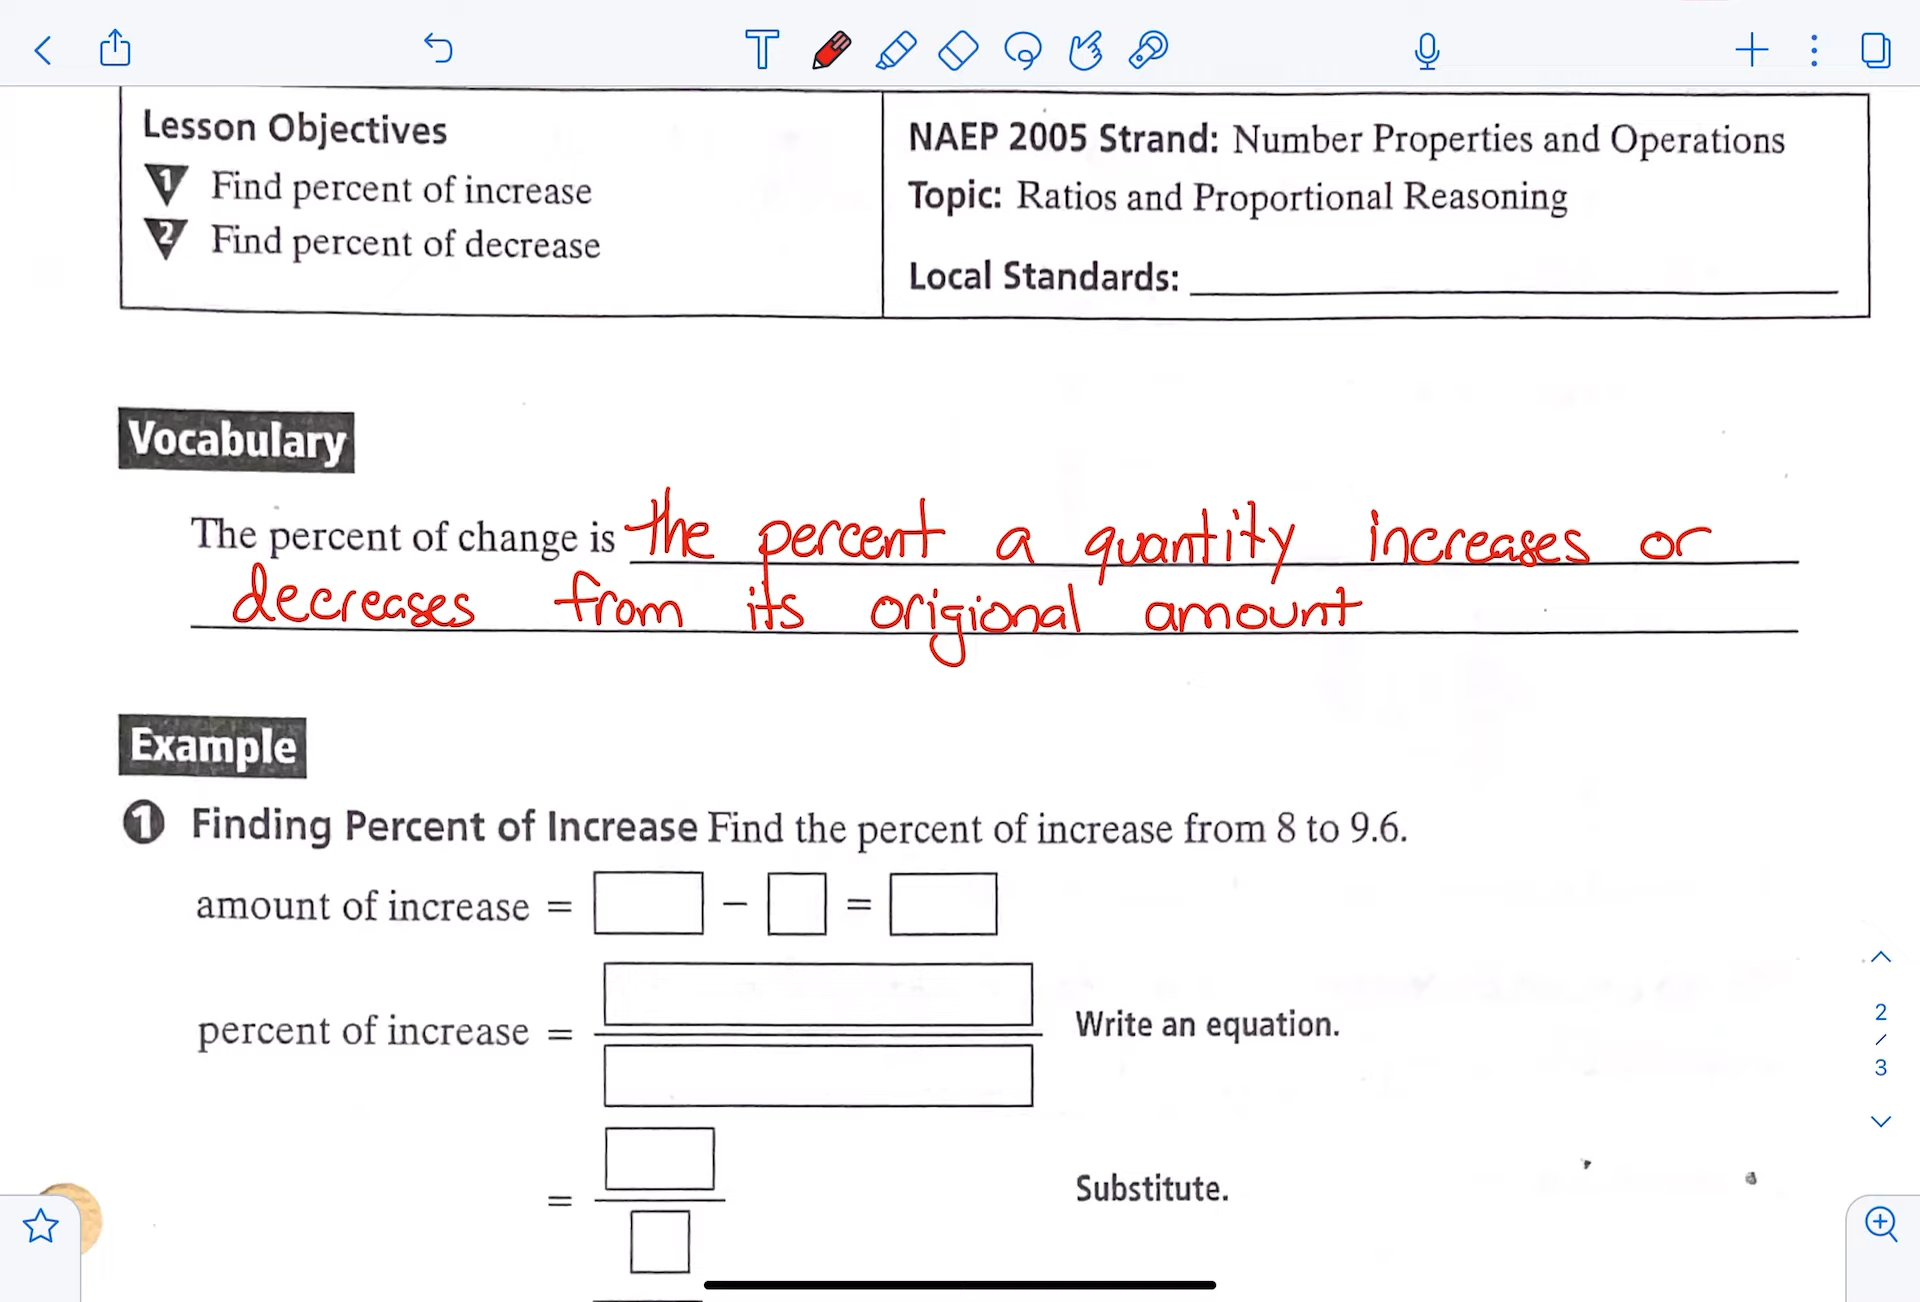 Lesson Objectives
1 Find percent of increase
2 Find percent of decrease
NAEP 2005 Strand: Number Properties and Operations
Topic: Ratios and Proportional Reasoning
Local Standards:
Vocabulary
The percent of change is the percent a quantity increases or
decreases from its origional amount
Example
1 Finding Percent of Increase Find the percent of increase from 8 to 9.6.
amount of increase = − =
percent of increase = Write an equation.
= Substitute.
2
/
3